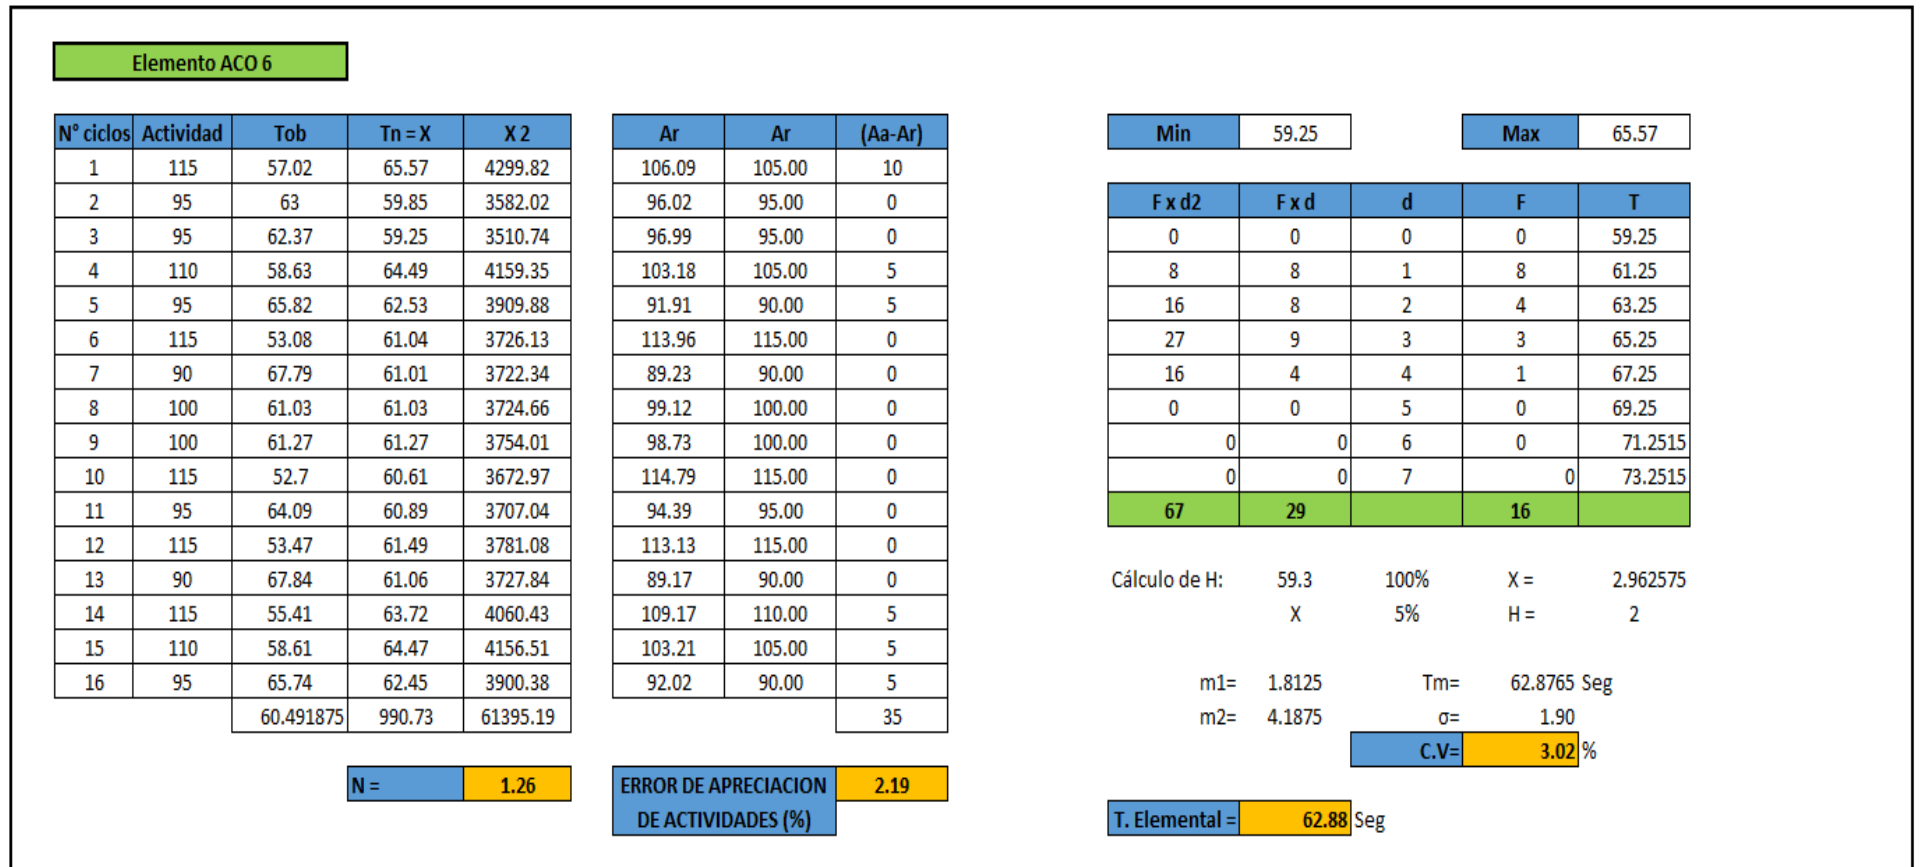 Elemento ACO 6
N° ciclos Actividad Tob Tn = X X 2
1 115 57.02 65.57 4299.82
2 95 63 59.85 3582.02
3 95 62.37 59.25 3510.74
4 110 58.63 64.49 4159.35
5 95 65.82 62.53 3909.88
6 115 53.08 61.04 3726.13
7 90 67.79 61.01 3722.34
8 100 61.03 61.03 3724.66
9 100 61.27 61.27 3754.01
10 115 52.7 60.61 3672.97
11 95 64.09 60.89 3707.04
12 115 53.47 61.49 3781.08
13 90 67.84 61.06 3727.84
14 115 55.41 63.72 4060.43
15 110 58.61 64.47 4156.51
16 95 65.74 62.45 3900.38
60.491875 990.73 61395.19
N = 1.26
Ar Ar (Aa-Ar)
106.09 105.00 10
96.02 95.00 0
96.99 95.00 0
103.18 105.00 5
91.91 90.00 5
113.96 115.00 0
89.23 90.00 0
99.12 100.00 0
98.73 100.00 0
114.79 115.00 0
94.39 95.00 0
113.13 115.00 0
89.17 90.00 0
109.17 110.00 5
103.21 105.00 5
92.02 90.00 5
35
ERROR DE APRECIACION 2.19
DE ACTIVIDADES (%)
Min 59.25 Max 65.57
F x d2 F x d d F T
0 0 0 0 59.25
8 8 1 8 61.25
16 8 2 4 63.25
27 9 3 3 65.25
16 4 4 1 67.25
0 0 5 0 69.25
0 0 6 0 71.2515
0 0 7 0 73.2515
67 29 16
Cálculo de H: 59.3 100% X = 2.962575
X 5% H = 2
m1= 1.8125 Tm= 62.8765 Seg
m2= 4.1875 σ= 1.90
C.V= 3.02 %
T. Elemental = 62.88 Seg